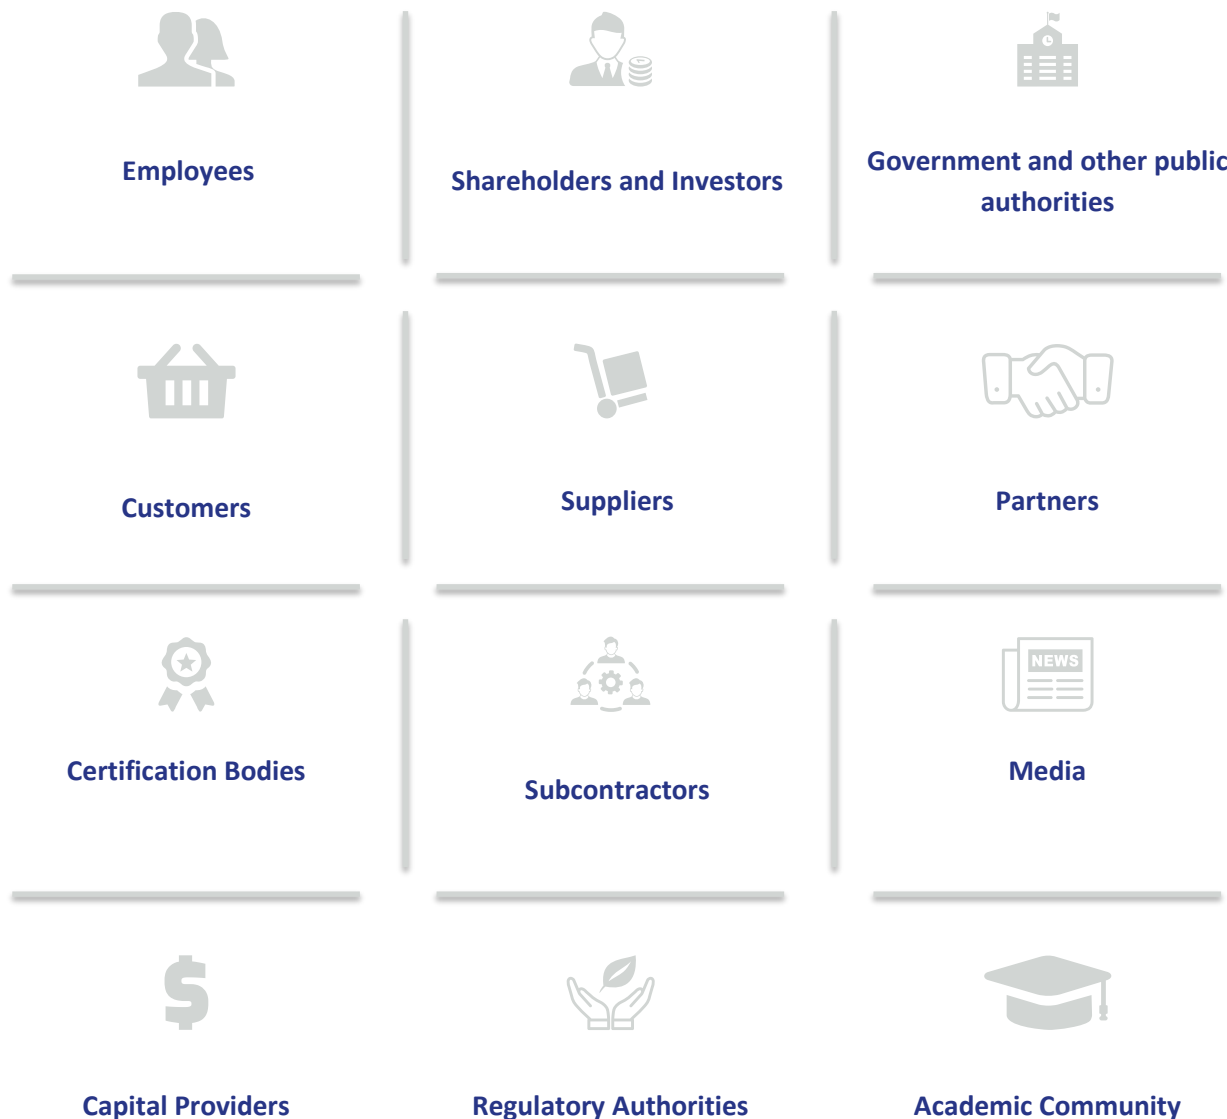 Employees
Shareholders and Investors
Government and other public
authorities
Customers
Suppliers
Partners
NEWS
Certification Bodies
Subcontractors
Media
Capital Providers
Regulatory Authorities
Academic Community